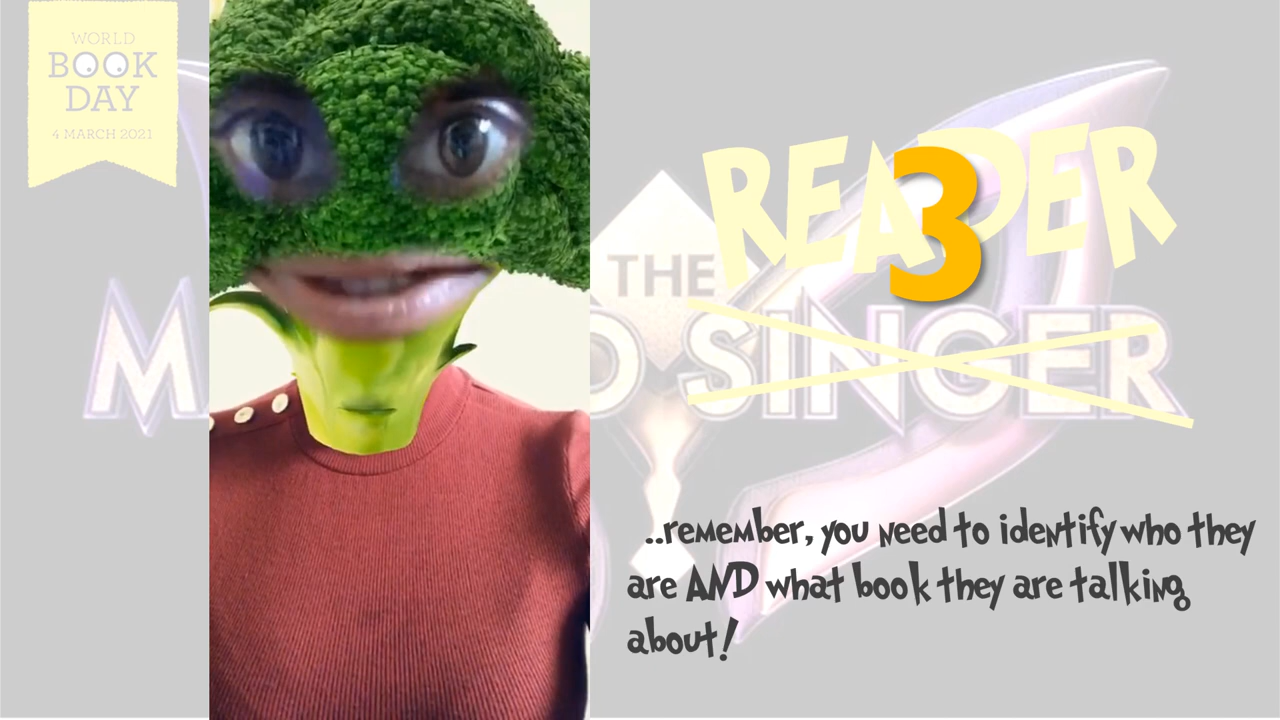 WORLD
BOOK
DAY
4 MARCH 2021
READER
3
THE
M
O SINGER
..remember, you need to identify who they
are AND what book they are talking
about!